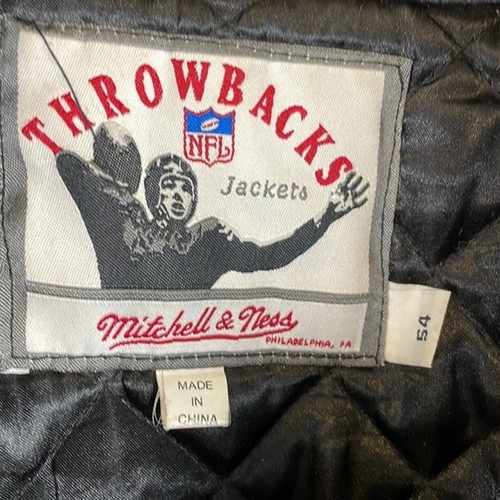 THROWBACKS
NFL
Jackets
Mitchell & Ness
PHILADELPHIA, PA
54
MADE
IN
CHINA